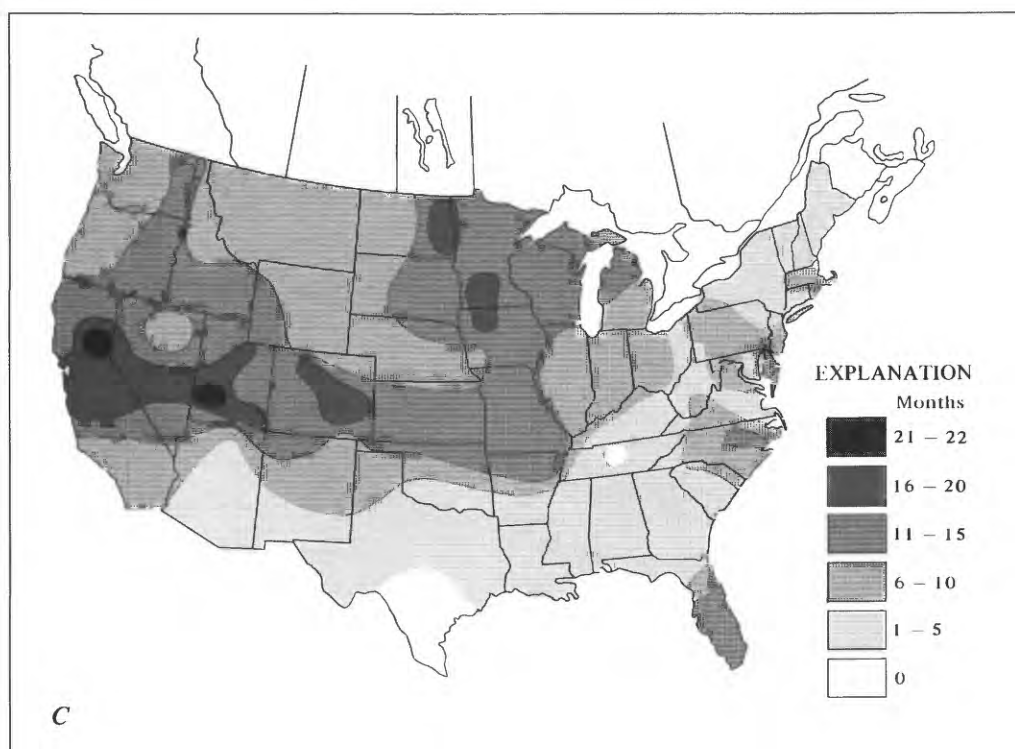 EXPLANATION
Months
21 – 22
16 – 20
11 – 15
6 – 10
1 – 5
0
C